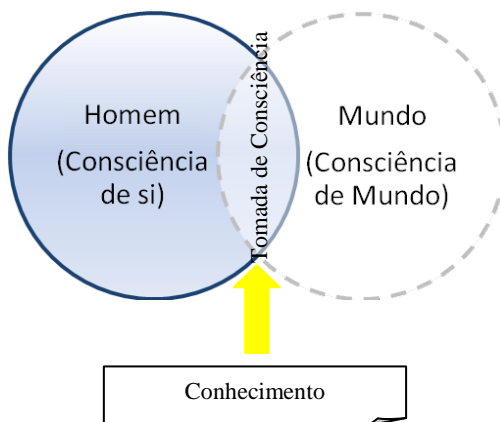 Homem
(Consciência
de si)
Tomada de Consciência
Mundo
(Consciência
de Mundo)
Conhecimento